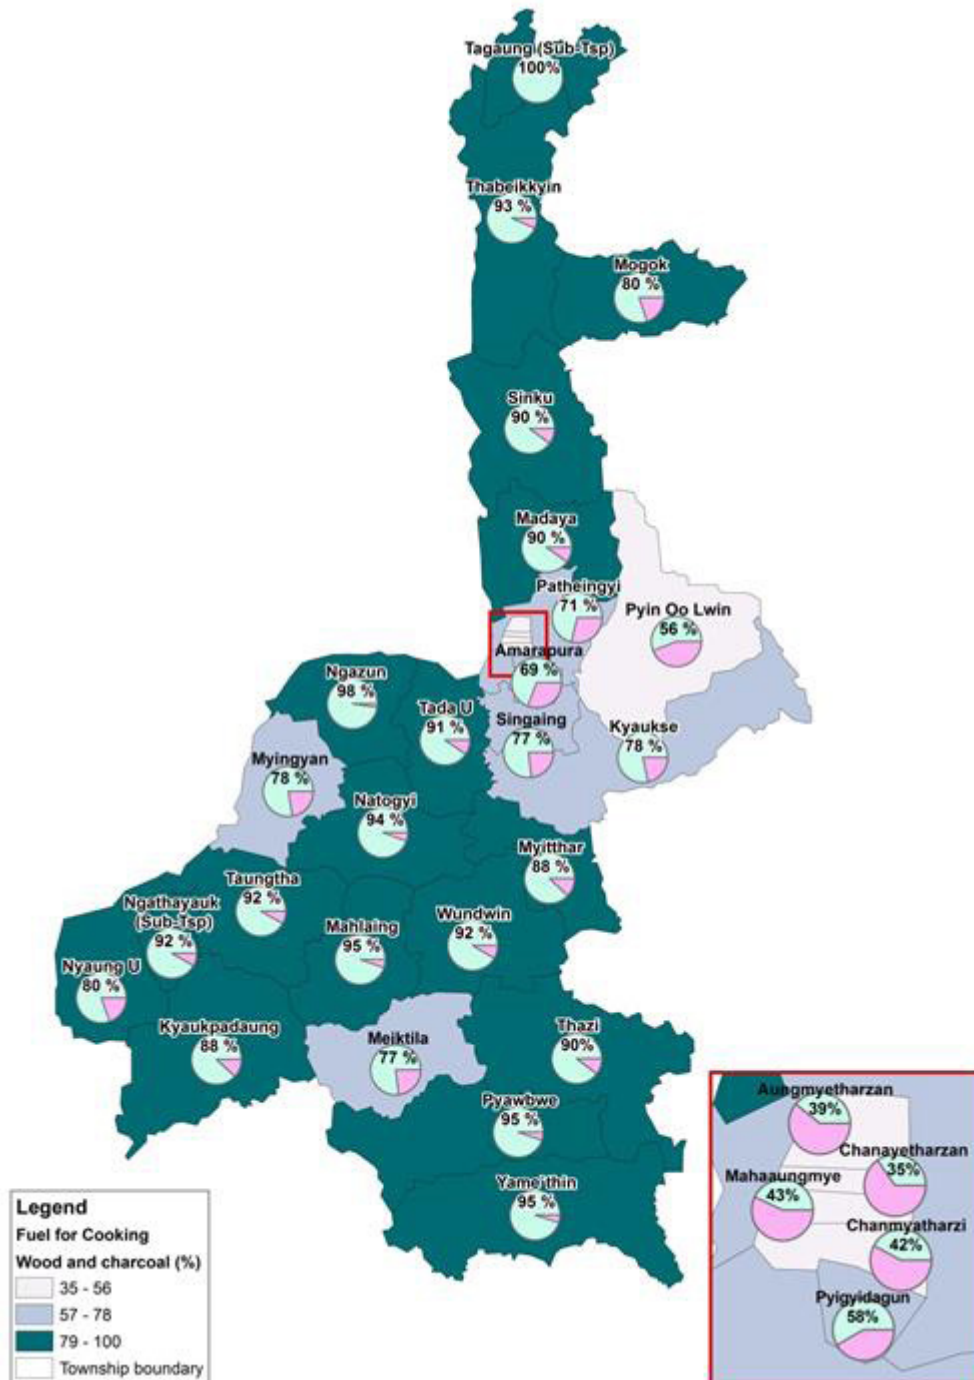 Tagaung (Sub-Tsp)
100%
Thabeikkyin
93 %
Mogok
80 %
Sinku
90 %
Madaya
90 %
Patheingyi
71 %
Pyin Oo Lwin
56 %
Amarapura
69 %
Ngazun
98 %
Tada U
91 %
Singaing
77 %
Kyaukse
78 %
Myingyan
78 %
Natogyi
94 %
Myitthar
88 %
Taungtha
92 %
Ngathayauk
(Sub-Tsp)
92 %
Mahlaing
95 %
Wundwin
92 %
Nyaung U
80 %
Kyaukpadaung
88 %
Meiktila
77 %
Thazi
90%
Pyawbwe
95 %
Yame'thin
95 %
Aungmyetharzan
39%
Chanayetharzan
35%
Mahaaungmye
43%
Chanmyatharzi
42%
Pyigyidagun
58%
Legend
Fuel for Cooking
Wood and charcoal (%)
35 - 56
57 - 78
79 - 100
Township boundary